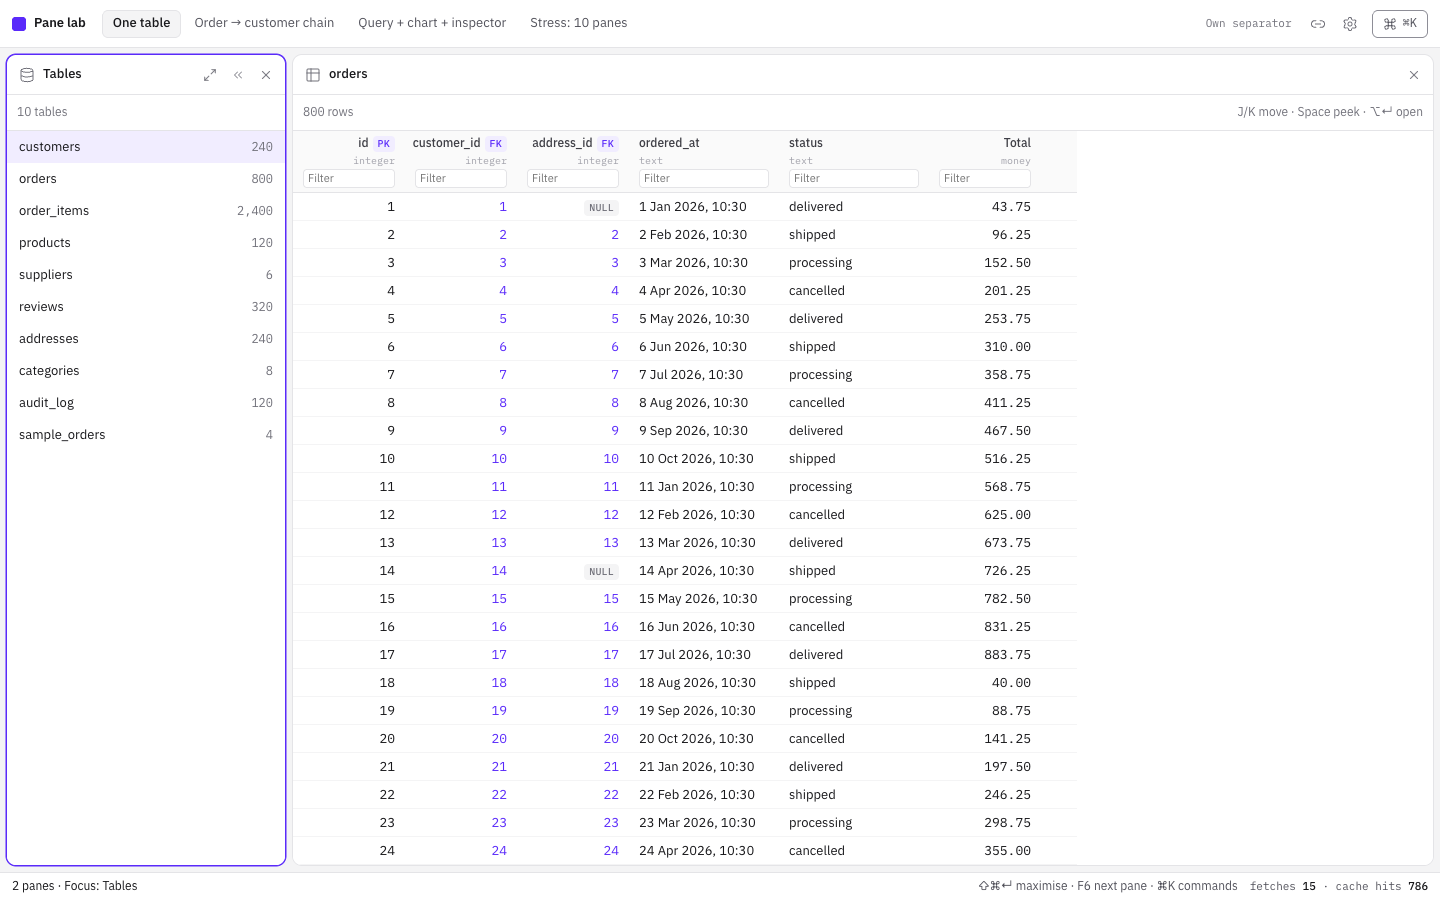 Pane lab One table Order → customer chain Query + chart + inspector Stress: 10 panes Own separator ⌘ ⌘K
Tables
10 tables
customers 240
orders 800
order_items 2,400
products 120
suppliers 6
reviews 320
addresses 240
categories 8
audit_log 120
sample_orders 4
orders
800 rows J/K move · Space peek · ⌥↵ open
id PK customer_id FK address_id FK ordered_at status Total
integer integer integer text text money
Filter Filter Filter Filter Filter Filter
1 1 NULL 1 Jan 2026, 10:30 delivered 43.75
2 2 2 2 Feb 2026, 10:30 shipped 96.25
3 3 3 3 Mar 2026, 10:30 processing 152.50
4 4 4 4 Apr 2026, 10:30 cancelled 201.25
5 5 5 5 May 2026, 10:30 delivered 253.75
6 6 6 6 Jun 2026, 10:30 shipped 310.00
7 7 7 7 Jul 2026, 10:30 processing 358.75
8 8 8 8 Aug 2026, 10:30 cancelled 411.25
9 9 9 9 Sep 2026, 10:30 delivered 467.50
10 10 10 10 Oct 2026, 10:30 shipped 516.25
11 11 11 11 Jan 2026, 10:30 processing 568.75
12 12 12 12 Feb 2026, 10:30 cancelled 625.00
13 13 13 13 Mar 2026, 10:30 delivered 673.75
14 14 NULL 14 Apr 2026, 10:30 shipped 726.25
15 15 15 15 May 2026, 10:30 processing 782.50
16 16 16 16 Jun 2026, 10:30 cancelled 831.25
17 17 17 17 Jul 2026, 10:30 delivered 883.75
18 18 18 18 Aug 2026, 10:30 shipped 40.00
19 19 19 19 Sep 2026, 10:30 processing 88.75
20 20 20 20 Oct 2026, 10:30 cancelled 141.25
21 21 21 21 Jan 2026, 10:30 delivered 197.50
22 22 22 22 Feb 2026, 10:30 shipped 246.25
23 23 23 23 Mar 2026, 10:30 processing 298.75
24 24 24 24 Apr 2026, 10:30 cancelled 355.00
2 panes · Focus: Tables ⇧⌘↵ maximise · F6 next pane · ⌘K commands fetches 15 · cache hits 786